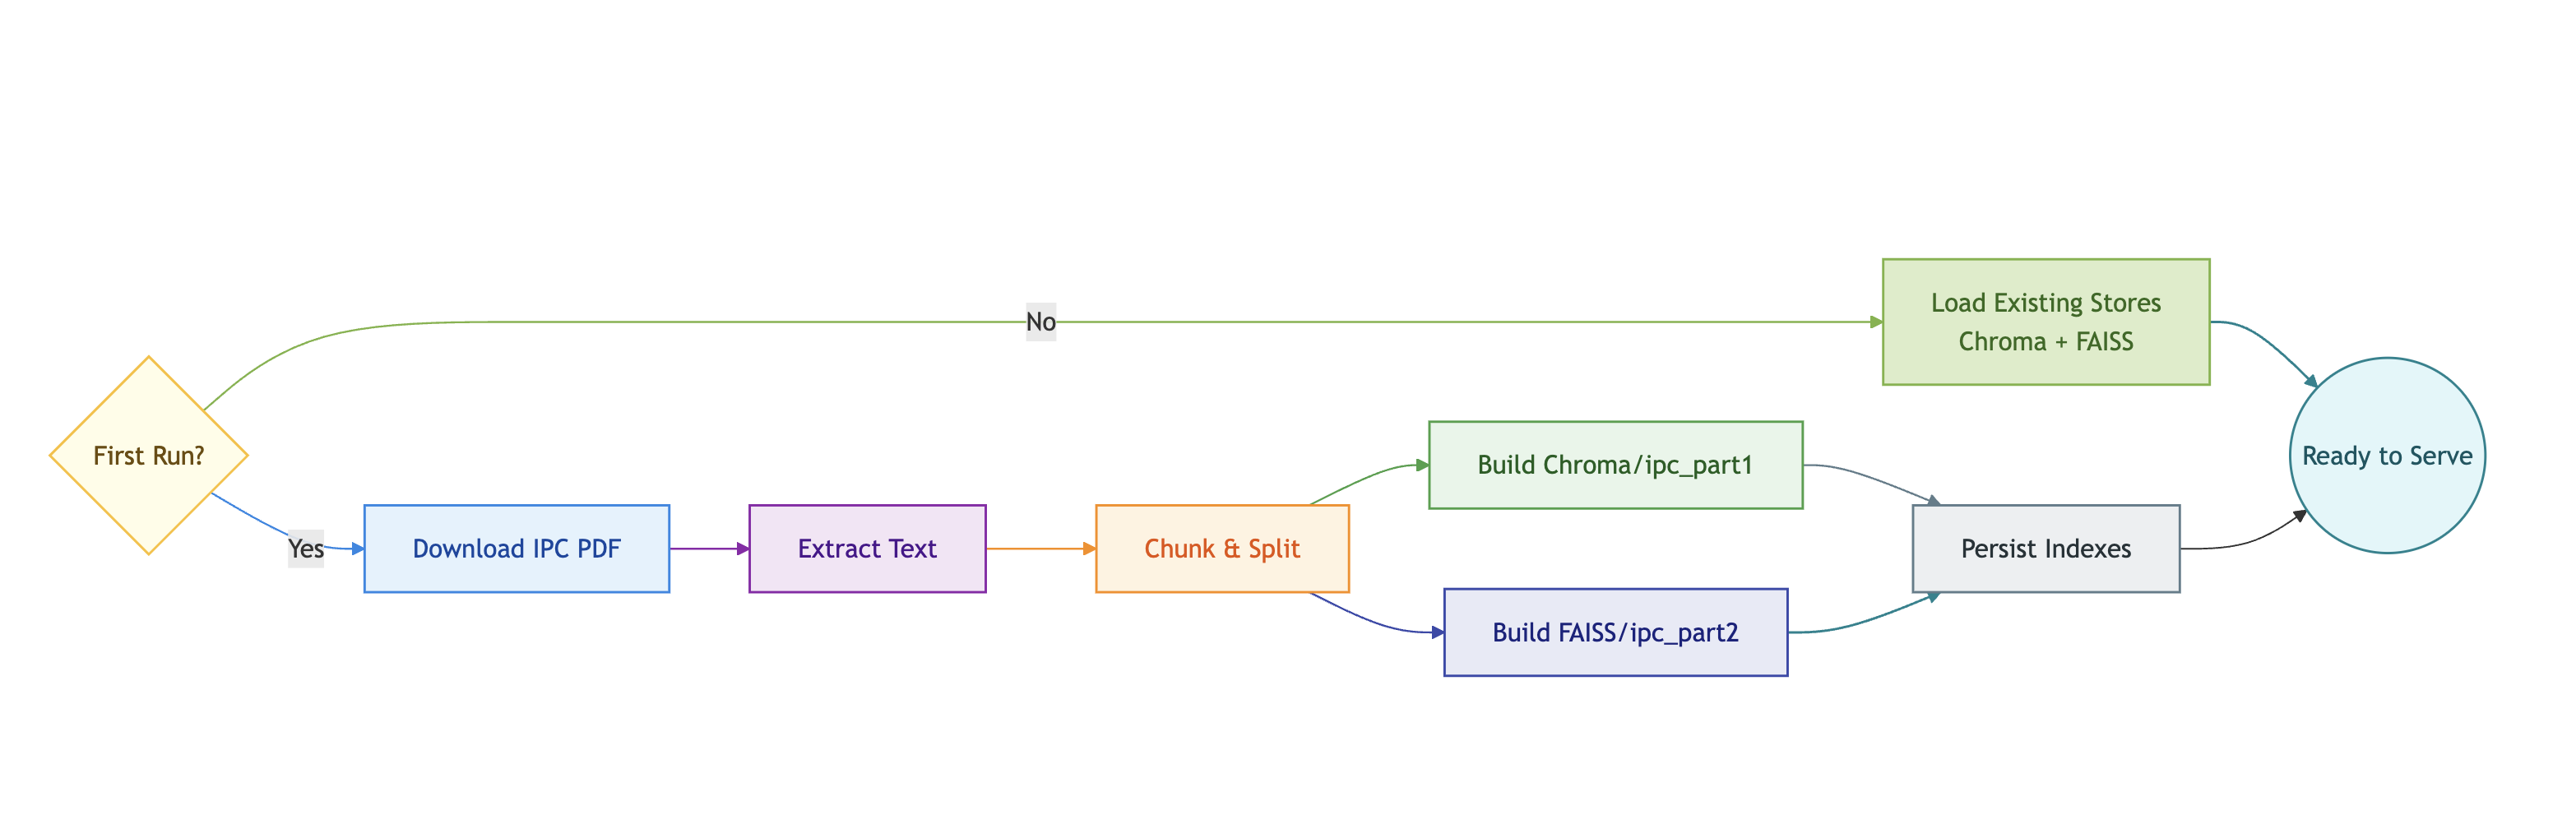 First Run?
No
Yes
Download IPC PDF
Extract Text
Chunk & Split
Build Chroma/ipc_part1
Build FAISS/ipc_part2
Load Existing Stores
Chroma + FAISS
Persist Indexes
Ready to Serve